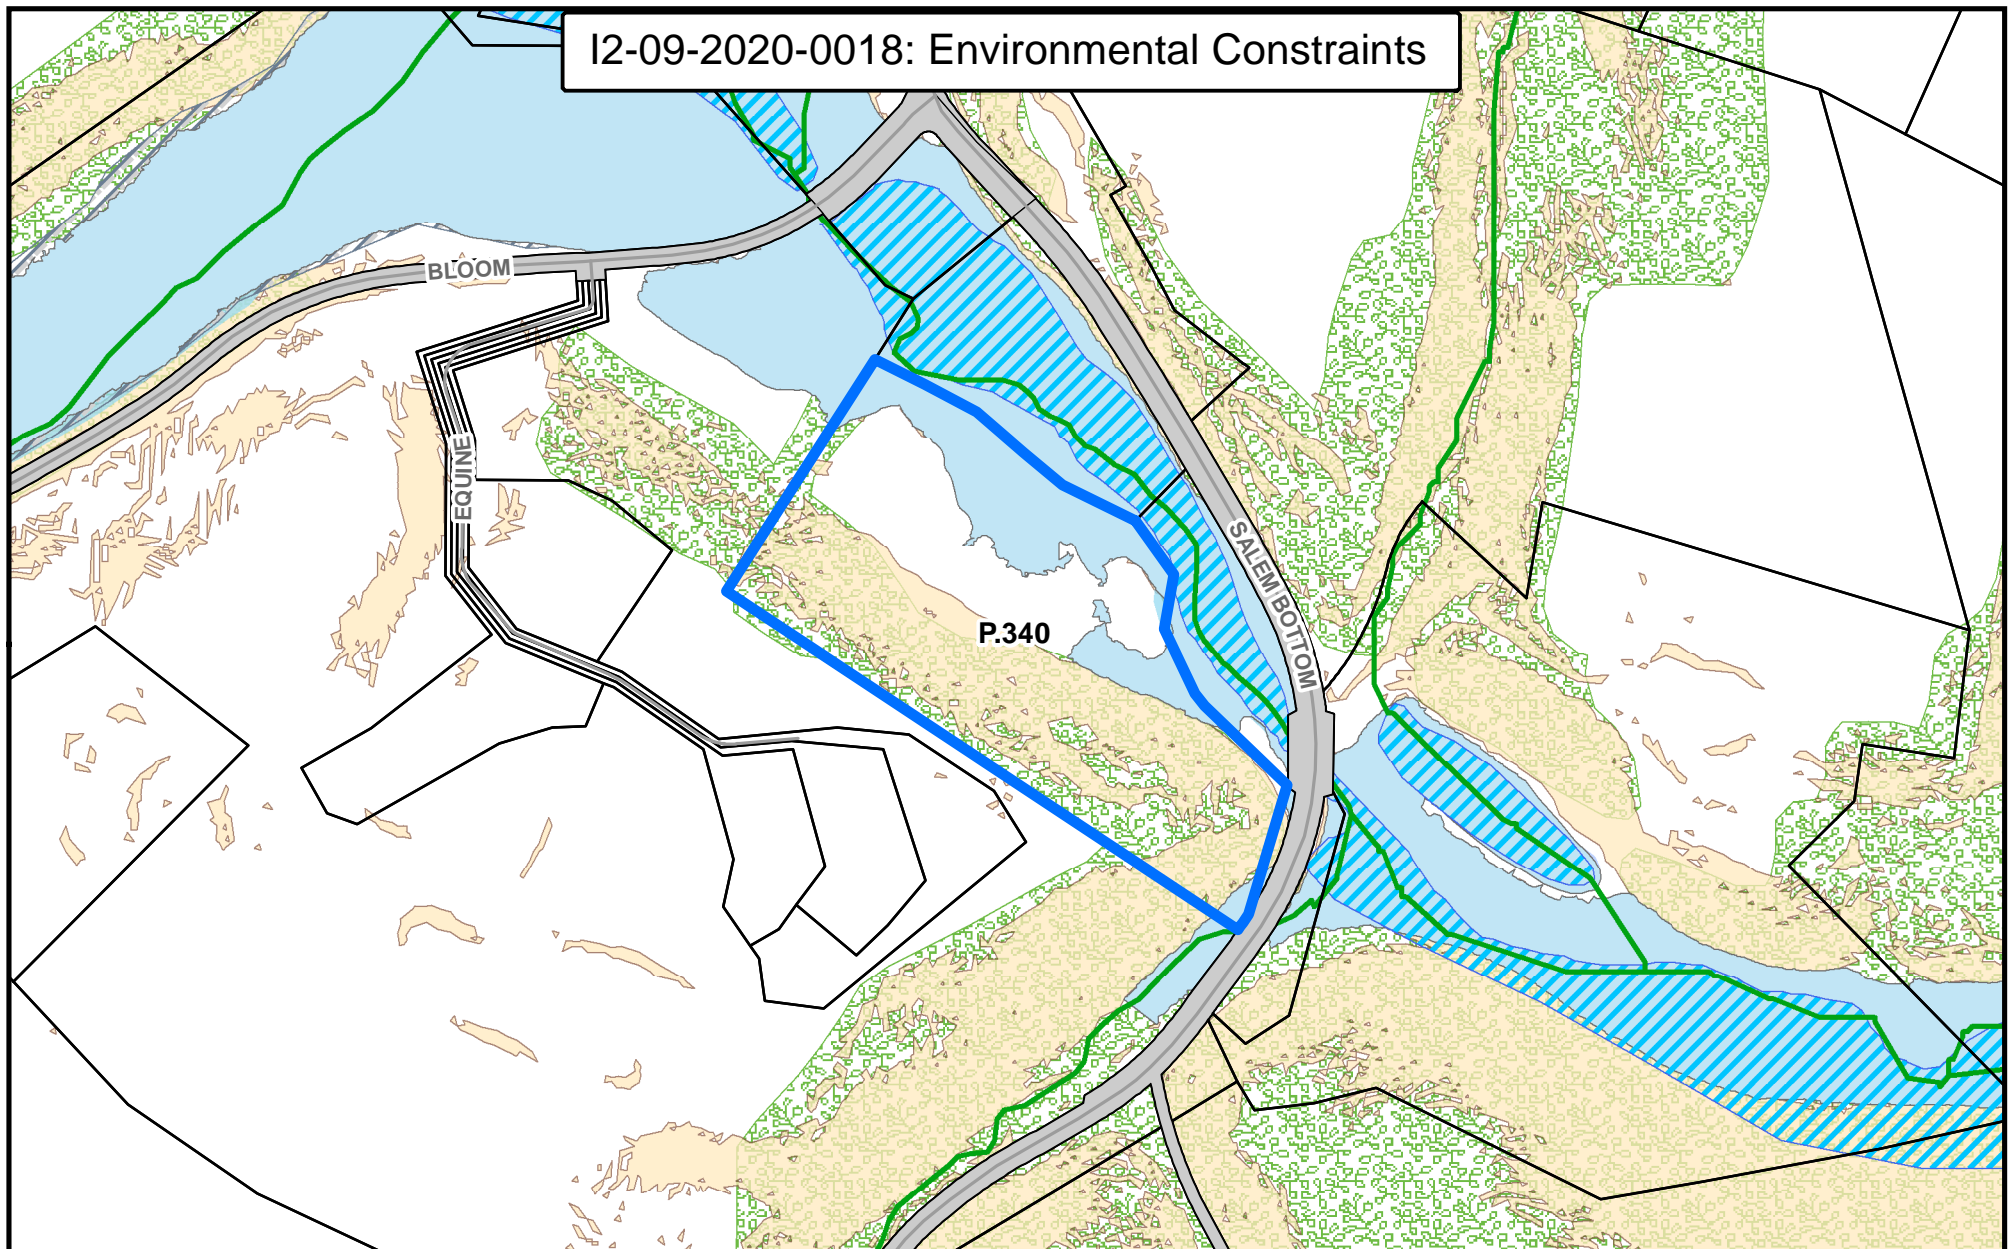 I2-09-2020-0018: Environmental Constraints
BLOOM
EQUINE
SALEM BOTTOM
P.340